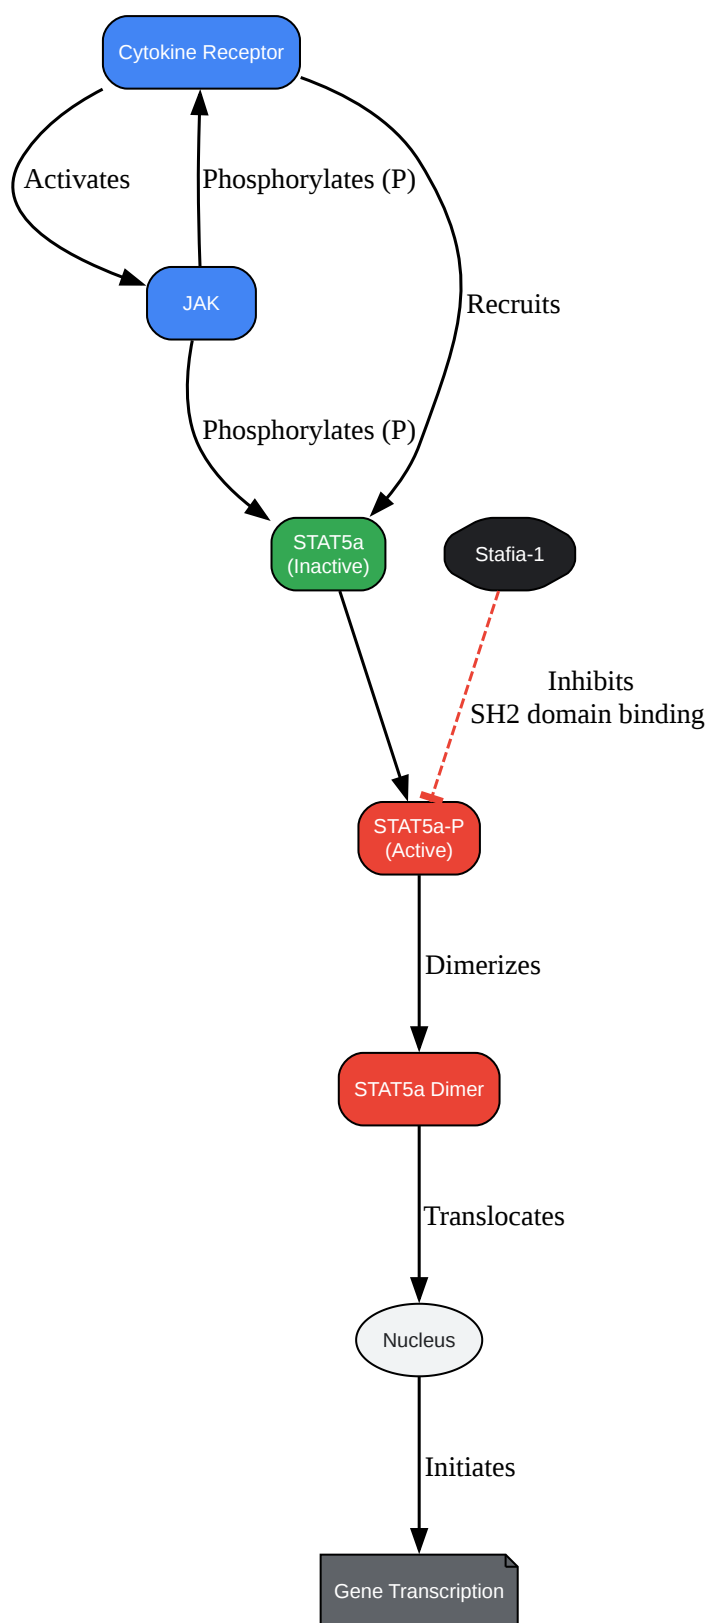 Cytokine Receptor
Activates
Phosphorylates (P)
JAK
Recruits
Phosphorylates (P)
STAT5a
(Inactive)
Stafia-1
Inhibits
SH2 domain binding
STAT5a-P
(Active)
Dimerizes
STAT5a Dimer
Translocates
Nucleus
Initiates
Gene Transcription